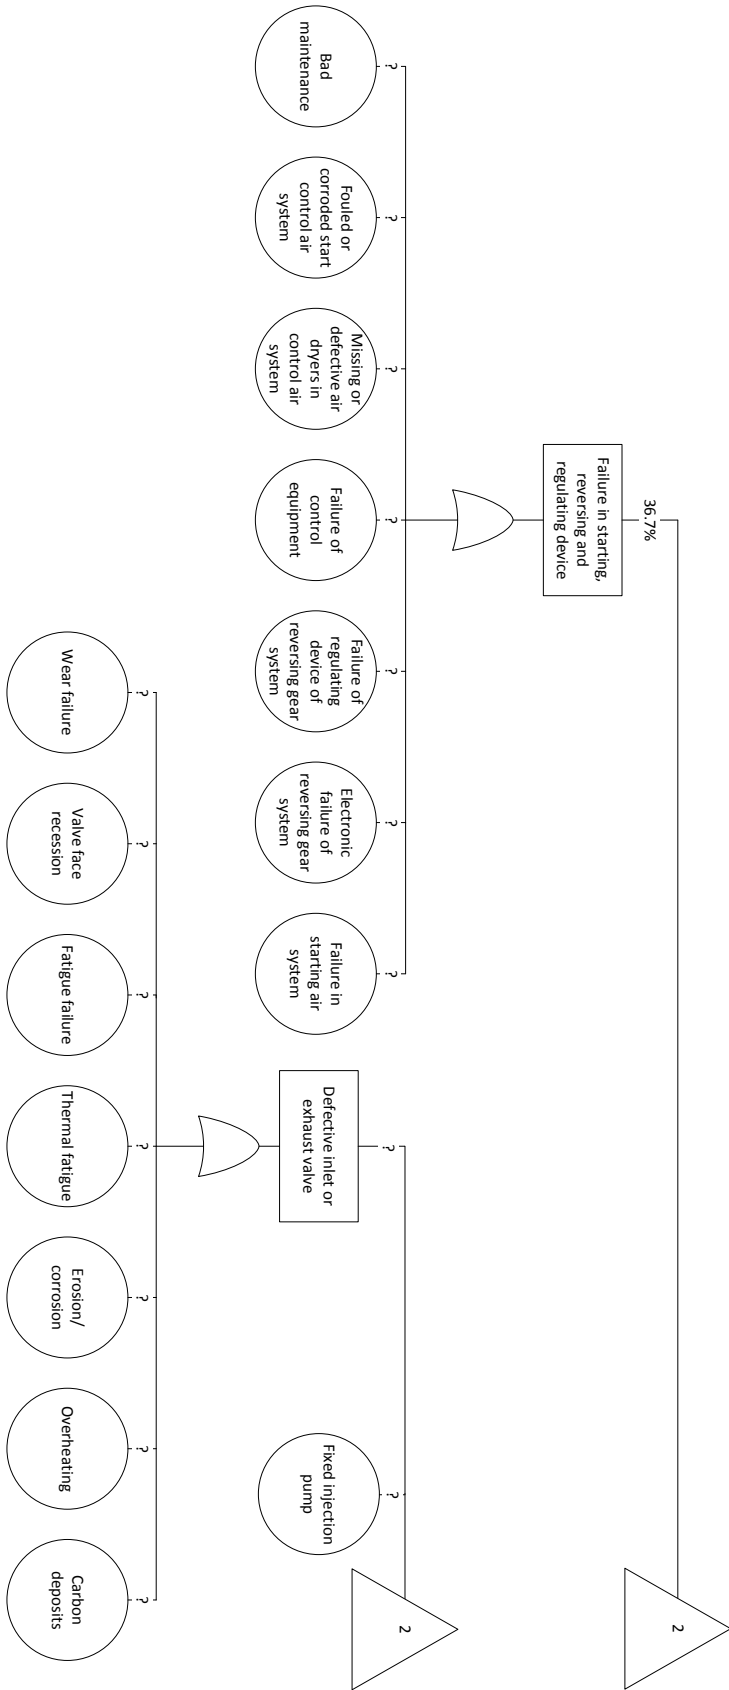 2
36.7%
Failure in starting,
reversing and
regulating device
2
?
?
?
?
?
?
?
?
?
Bad
maintenance
Fouled or
corroded start
control air
system
Missing or
defective air
dryers in
control air
system
Failure of
control
equipment
Failure of
regulating
device of
reversing gear
system
Electronic
failure of
reversing gear
system
Failure in
starting air
system
Defective inlet or
exhaust valve
Fixed injection
pump
?
?
?
?
?
?
?
Wear failure
Valve face
recession
Fatigue failure
Thermal fatigue
Erosion/
corrosion
Overheating
Carbon
deposits